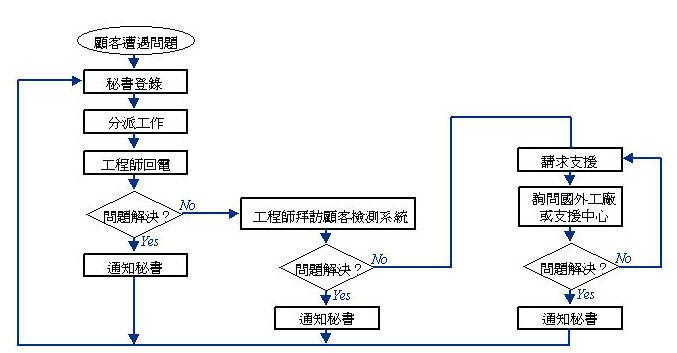 顧客遭遇問題
秘書登錄
分派工作
工程師回電
問題解決？
No
Yes
通知秘書
工程師拜訪顧客檢測系統
問題解決？
No
Yes
通知秘書
請求支援
詢問國外工廠
或支援中心
問題解決？
No
Yes
通知秘書